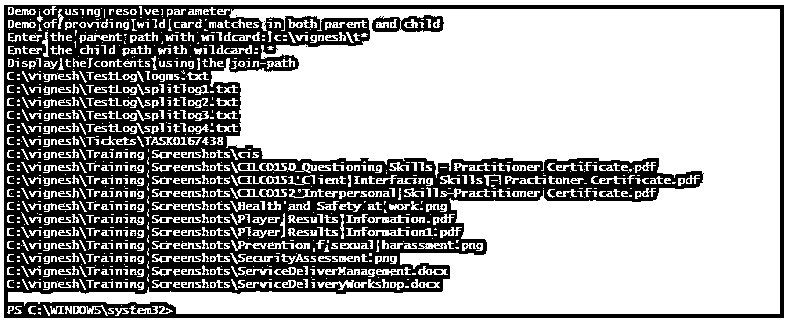 Demo of using resolve parameter
Demo of providing wild card matches in both parent and child
Enter the parent path with wildcard: c:\vignesh\t*
Enter the child path with wildcard: *
Display the contents using the join-path
C:\vignesh\TestLog\logms.txt
C:\vignesh\TestLog\splitlog1.txt
C:\vignesh\TestLog\splitlog2.txt
C:\vignesh\TestLog\splitlog3.txt
C:\vignesh\TestLog\splitlog4.txt
C:\vignesh\Tickets\TASK0167438
C:\vignesh\Training Screenshots\cis
C:\vignesh\Training Screenshots\CILCO150_Questioning Skills - Practitioner Certificate.pdf
C:\vignesh\Training Screenshots\CILCO151 Client Interfacing Skills - Practitoner Certificate.pdf
C:\vignesh\Training Screenshots\CILCO152 Interpersonal Skills-Practitioner Certificate.pdf
C:\vignesh\Training Screenshots\Health and Safety at work.png
C:\vignesh\Training Screenshots\Player Results Information.pdf
C:\vignesh\Training Screenshots\Player Results Information1.pdf
C:\vignesh\Training Screenshots\Prevention f sexual harassment.png
C:\vignesh\Training Screenshots\SecurityAssessment.png
C:\vignesh\Training Screenshots\ServiceDeliverManagement.docx
C:\vignesh\Training Screenshots\ServiceDeliveryWorkshop.docx
PS C:\WINDOWS\system32>